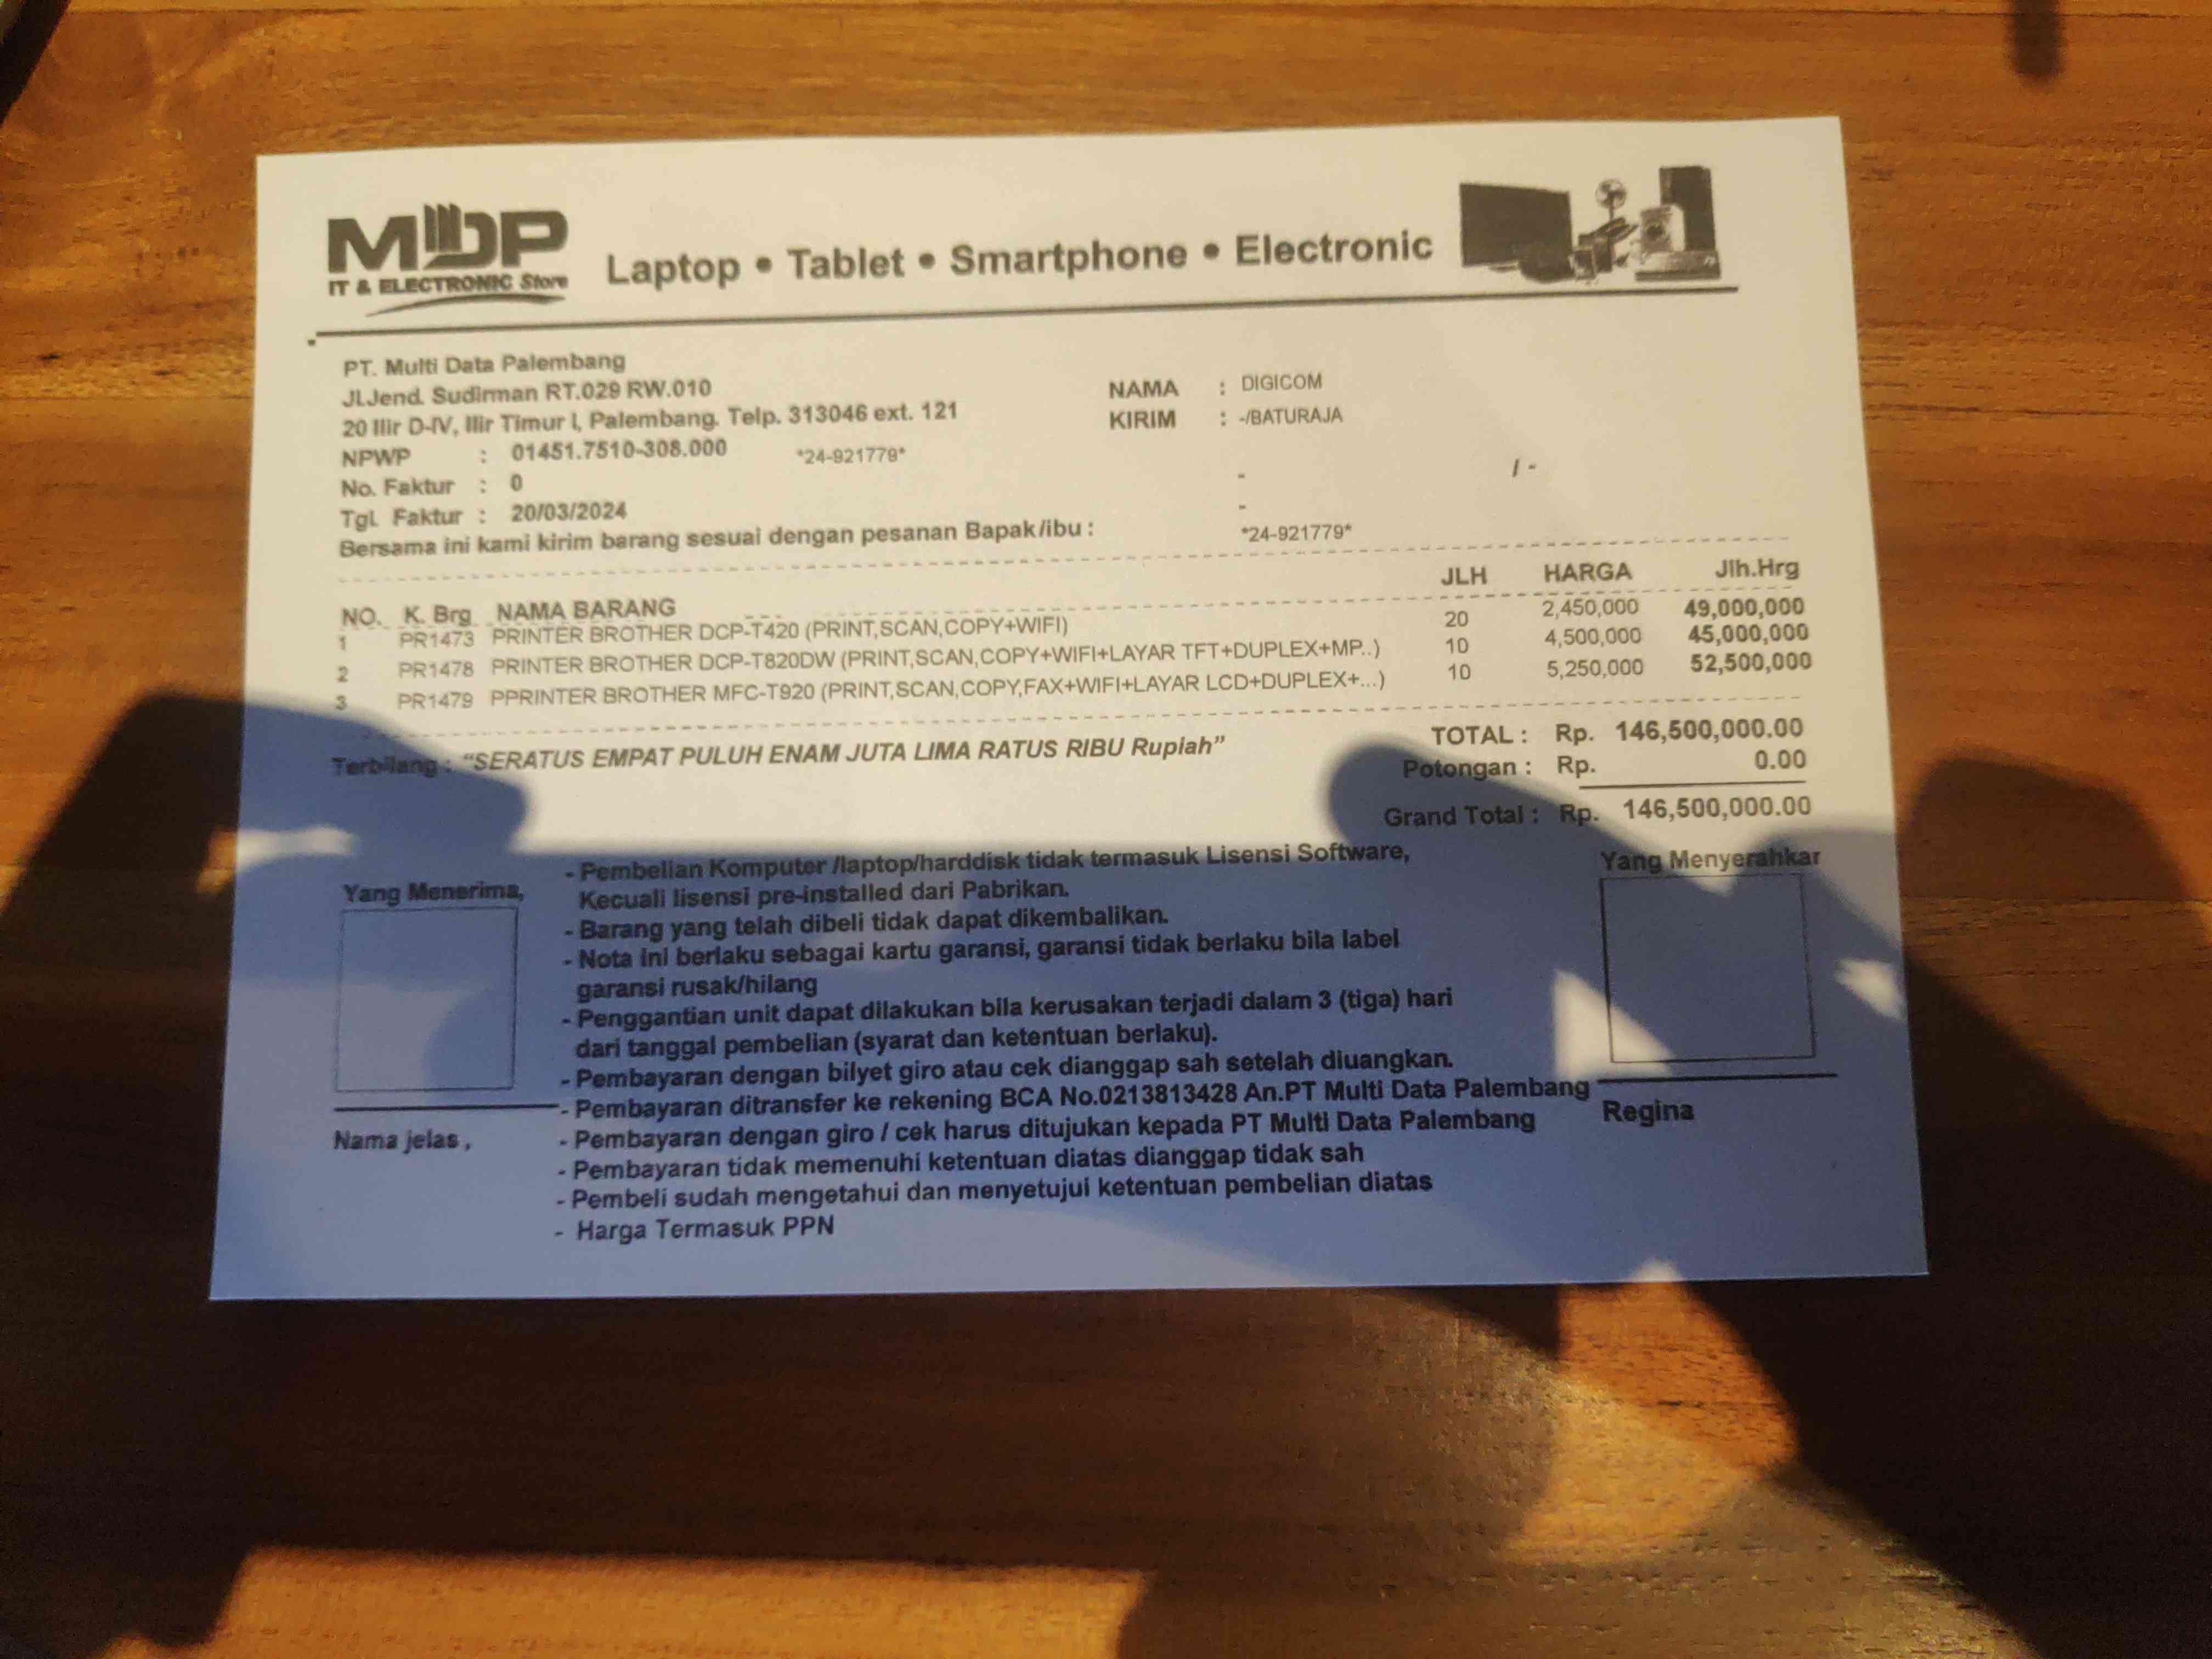 MDP
IT & ELECTRONIC Store
Laptop • Tablet • Smartphone • Electronic
PT. Multi Data Palembang
Jl.Jend. Sudirman RT.029 RW.010
20 Ilir D-IV, Ilir Timur I, Palembang. Telp. 313046 ext. 121
NPWP : 01451.7510-308.000 *24-921779*
No. Faktur : 0
Tgl. Faktur : 20/03/2024
Bersama ini kami kirim barang sesuai dengan pesanan Bapak/ibu :
NAMA : DIGICOM
KIRIM : -/BATURAJA
- / -
-
*24-921779*
NO. K. Brg NAMA BARANG JLH HARGA Jlh.Hrg
1 PR1473 PRINTER BROTHER DCP-T420 (PRINT,SCAN,COPY+WIFI) 20 2,450,000 49,000,000
2 PR1478 PRINTER BROTHER DCP-T820DW (PRINT,SCAN,COPY+WIFI+LAYAR TFT+DUPLEX+MP..) 10 4,500,000 45,000,000
3 PR1479 PPRINTER BROTHER MFC-T920 (PRINT,SCAN,COPY,FAX+WIFI+LAYAR LCD+DUPLEX+...) 10 5,250,000 52,500,000
Terbilang : “SERATUS EMPAT PULUH ENAM JUTA LIMA RATUS RIBU Rupiah”
TOTAL : Rp. 146,500,000.00
Potongan : Rp. 0.00
Grand Total : Rp. 146,500,000.00
Yang Menerima,
- Pembelian Komputer /laptop/harddisk tidak termasuk Lisensi Software,
Kecuali lisensi pre-installed dari Pabrikan.
- Barang yang telah dibeli tidak dapat dikembalikan.
- Nota ini berlaku sebagai kartu garansi, garansi tidak berlaku bila label
garansi rusak/hilang
- Penggantian unit dapat dilakukan bila kerusakan terjadi dalam 3 (tiga) hari
dari tanggal pembelian (syarat dan ketentuan berlaku).
- Pembayaran dengan bilyet giro atau cek dianggap sah setelah diuangkan.
- Pembayaran ditransfer ke rekening BCA No.0213813428 An.PT Multi Data Palembang
- Pembayaran dengan giro / cek harus ditujukan kepada PT Multi Data Palembang
- Pembayaran tidak memenuhi ketentuan diatas dianggap tidak sah
- Pembeli sudah mengetahui dan menyetujui ketentuan pembelian diatas
- Harga Termasuk PPN
Nama jelas ,
Yang Menyerahkar
Regina